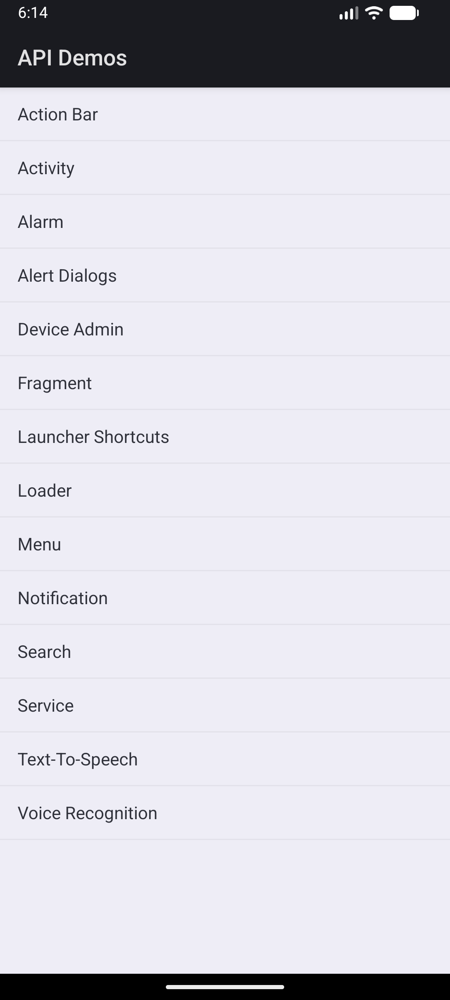 6:14
API Demos
Action Bar
Activity
Alarm
Alert Dialogs
Device Admin
Fragment
Launcher Shortcuts
Loader
Menu
Notification
Search
Service
Text-To-Speech
Voice Recognition